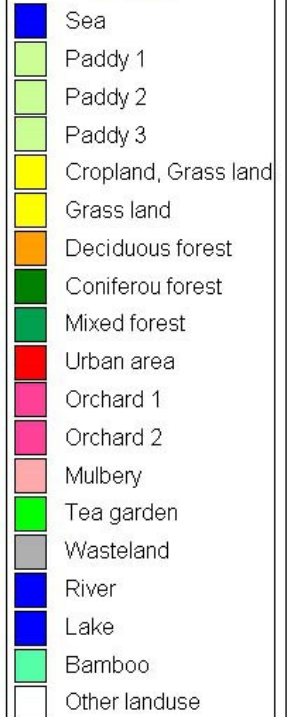 Sea
Paddy 1
Paddy 2
Paddy 3
Cropland, Grass land
Grass land
Deciduous forest
Coniferou forest
Mixed forest
Urban area
Orchard 1
Orchard 2
Mulbery
Tea garden
Wasteland
River
Lake
Bamboo
Other landuse